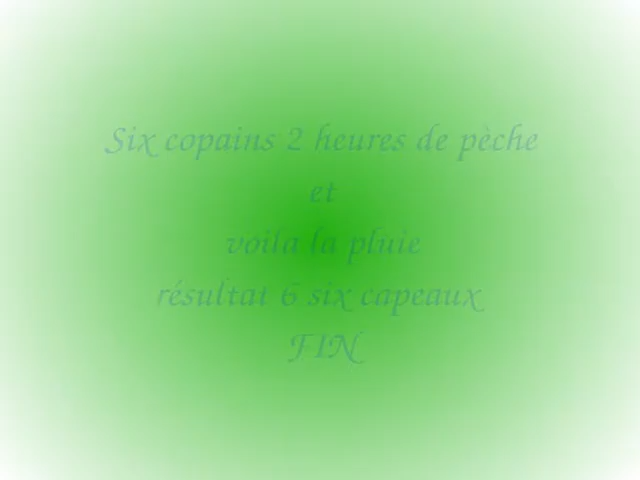 Six copains 2 heures de pèche
et
voila la pluie
résultat 6 six capeaux
FIN